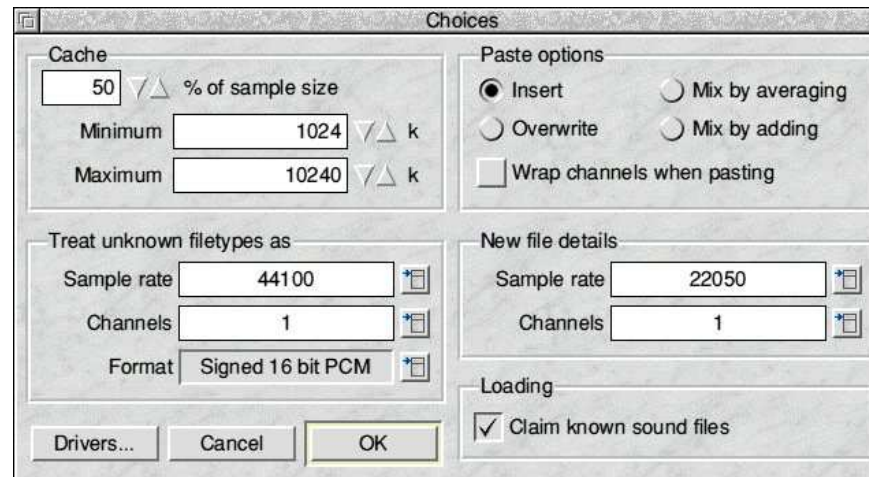 Choices
Cache
50 % of sample size
Minimum 1024 k
Maximum 10240 k
Paste options
Insert Mix by averaging
Overwrite Mix by adding
Wrap channels when pasting
Treat unknown filetypes as
Sample rate 44100
Channels 1
Format Signed 16 bit PCM
New file details
Sample rate 22050
Channels 1
Loading
Claim known sound files
Drivers... Cancel OK